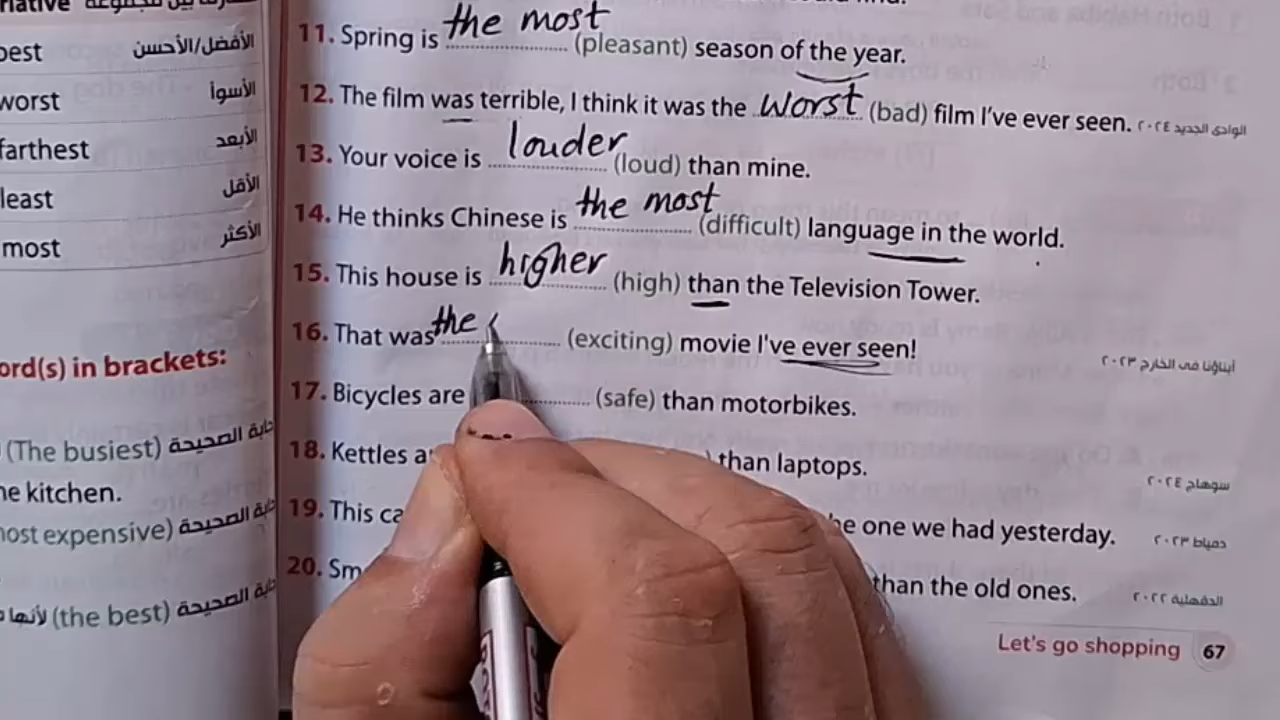 native
best الأفضل/الأحسن
worst الأسوأ
farthest الأبعد
least الأقل
most الأكثر
ord(s) in brackets:
(The busiest)
he kitchen.
most expensive)
(the best)
11. Spring is the most (pleasant) season of the year.
12. The film was terrible, I think it was the worst (bad) film I've ever seen. الوادى الجديد ٢٠٢٤
13. Your voice is louder (loud) than mine.
14. He thinks Chinese is the most (difficult) language in the world.
15. This house is higher (high) than the Television Tower.
16. That was the (exciting) movie I've ever seen! أبناؤنا فى الخارج ٢٠٢٣
17. Bicycles are (safe) than motorbikes.
18. Kettles a ) than laptops. سوهاج ٢٠٢٤
19. This ca he one we had yesterday. دمياط ٢٠٢٣
20. Sm than the old ones. الدقهلية ٢٠٢٢
Let's go shopping 67